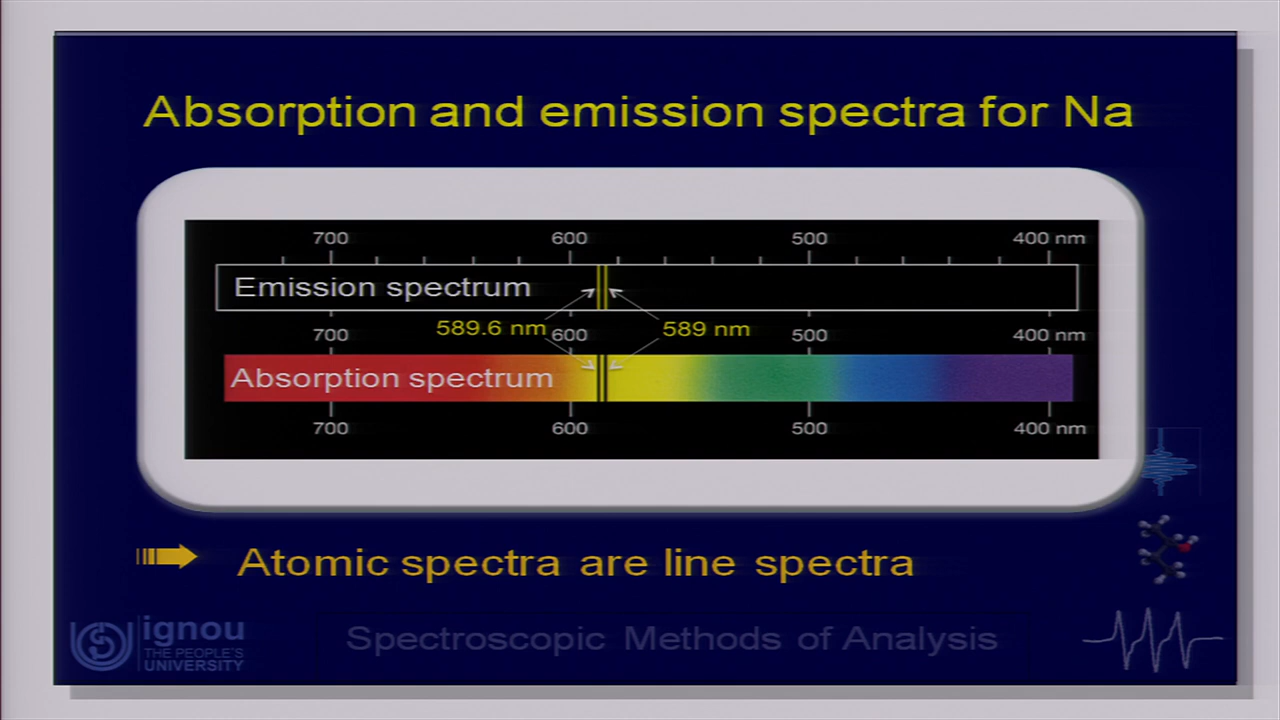 Absorption and emission spectra for Na
700 600 500 400 nm
Emission spectrum
589.6 nm 589 nm
700 600 500 400 nm
Absorption spectrum
700 600 500 400 nm
Atomic spectra are line spectra
ignou
THE PEOPLE'S
UNIVERSITY
Spectroscopic Methods of Analysis